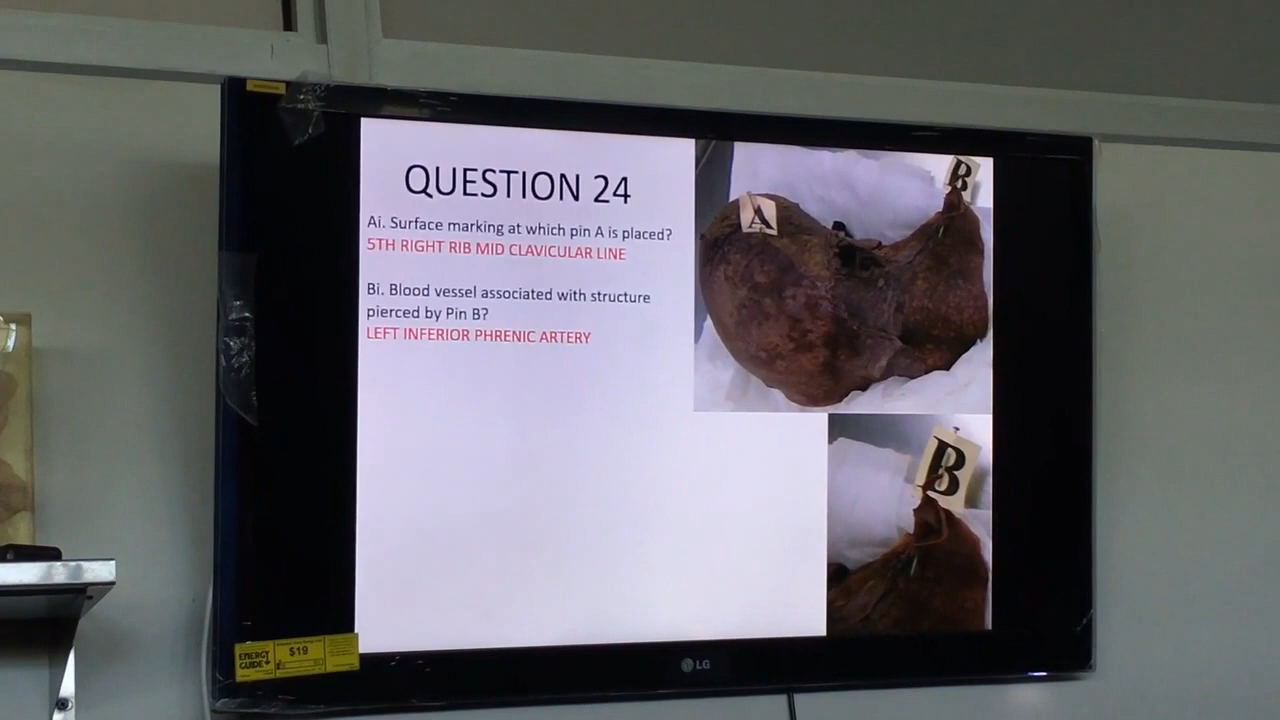 QUESTION 24
Ai. Surface marking at which pin A is placed?
5TH RIGHT RIB MID CLAVICULAR LINE
Bi. Blood vessel associated with structure
pierced by Pin B?
LEFT INFERIOR PHRENIC ARTERY
A
B
B
ENERGY
GUIDE
$19
LG